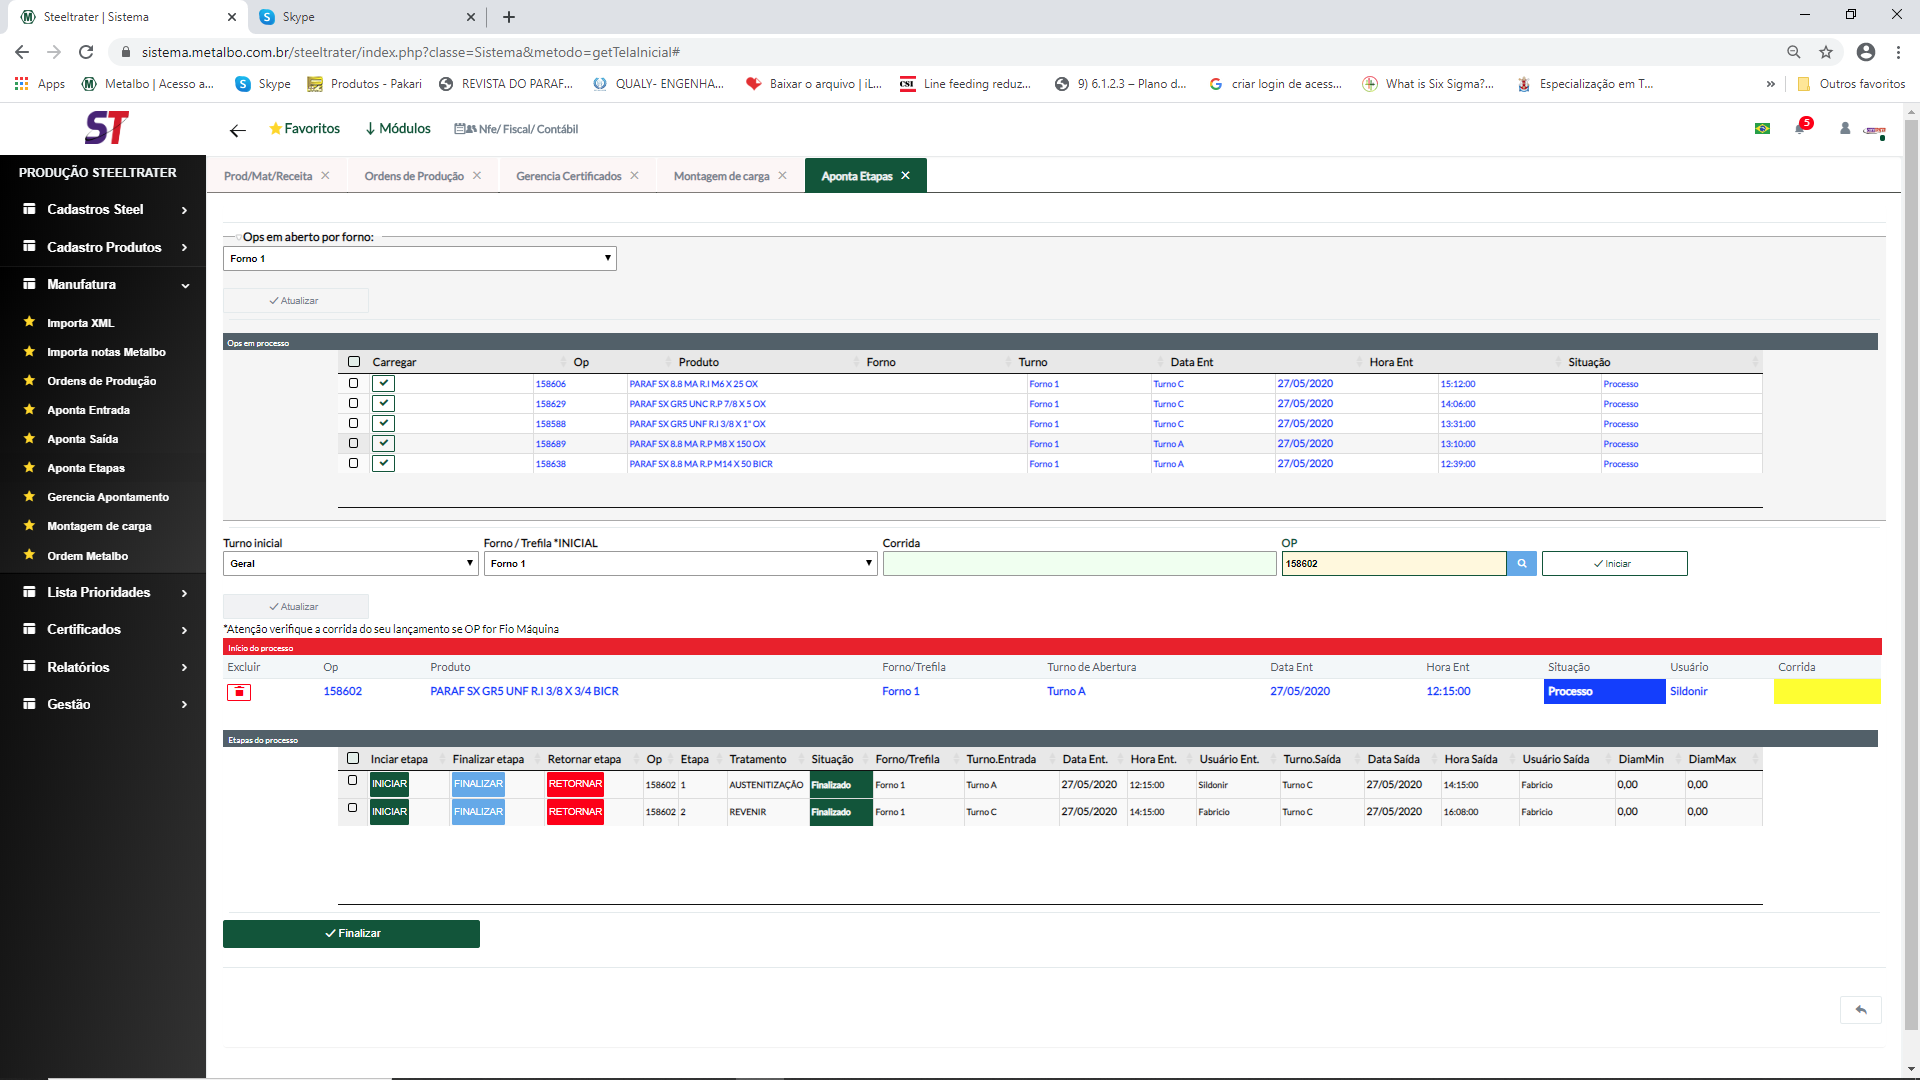 Steeltrater | Sistema
Skype
sistema.metalbo.com.br/steeltrater/index.php?classe=Sistema&metodo=getTelaInicial#
Apps Metalbo | Acesso a... Skype Produtos - Pakari REVISTA DO PARAF... QUALY- ENGENHA... Baixar o arquivo | iL... CSI Line feeding reduz... 9) 6.1.2.3 – Plano d... criar login de acess... What is Six Sigma?... Especialização em T... » Outros favoritos
ST
Favoritos Módulos Nfe/ Fiscal/ Contábil 5
PRODUÇÃO STEELTRATER
Cadastros Steel
Cadastro Produtos
Manufatura
Importa XML
Importa notas Metalbo
Ordens de Produção
Aponta Entrada
Aponta Saída
Aponta Etapas
Gerencia Apontamento
Montagem de carga
Ordem Metalbo
Lista Prioridades
Certificados
Relatórios
Gestão
Prod/Mat/Receita Ordens de Produção Gerencia Certificados Montagem de carga Aponta Etapas
Ops em aberto por forno:
Forno 1
Atualizar
Ops em processo
Carregar Op Produto Forno Turno Data Ent Hora Ent Situação
158606 PARAF SX 8.8 MA R.I M6 X 25 OX Forno 1 Turno C 27/05/2020 15:12:00 Processo
158629 PARAF SX GR5 UNC R.P 7/8 X 5 OX Forno 1 Turno C 27/05/2020 14:06:00 Processo
158588 PARAF SX GR5 UNF R.I 3/8 X 1" OX Forno 1 Turno C 27/05/2020 13:31:00 Processo
158689 PARAF SX 8.8 MA R.P M8 X 150 OX Forno 1 Turno A 27/05/2020 13:10:00 Processo
158638 PARAF SX 8.8 MA R.P M14 X 50 BICR Forno 1 Turno A 27/05/2020 12:39:00 Processo
Turno inicial Forno / Trefila *INICIAL Corrida OP
Geral Forno 1 158602 Iniciar
Atualizar
*Atenção verifique a corrida do seu lançamento se OP for Fio Máquina
Início do processo
Excluir Op Produto Forno/Trefila Turno de Abertura Data Ent Hora Ent Situação Usuário Corrida
158602 PARAF SX GR5 UNF R.I 3/8 X 3/4 BICR Forno 1 Turno A 27/05/2020 12:15:00 Processo Sildonir
Etapas do processo
Inciar etapa Finalizar etapa Retornar etapa Op Etapa Tratamento Situação Forno/Trefila Turno.Entrada Data Ent. Hora Ent. Usuário Ent. Turno.Saída Data Saída Hora Saída Usuário Saída DiamMin DiamMax
INICIAR FINALIZAR RETORNAR 158602 1 AUSTENITIZAÇÃO Finalizado Forno 1 Turno A 27/05/2020 12:15:00 Sildonir Turno C 27/05/2020 14:15:00 Fabricio 0,00 0,00
INICIAR FINALIZAR RETORNAR 158602 2 REVENIR Finalizado Forno 1 Turno C 27/05/2020 14:15:00 Fabricio Turno C 27/05/2020 16:08:00 Fabricio 0,00 0,00
Finalizar